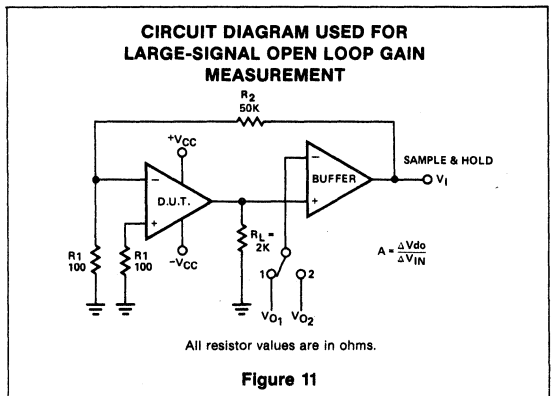 CIRCUIT DIAGRAM USED FOR
LARGE-SIGNAL OPEN LOOP GAIN
MEASUREMENT
R2
50K
+VCC
SAMPLE & HOLD
VI
−
D.U.T.
+
−
BUFFER
+
R1
100
R1
100
−VCC
RL =
2K
1
2
A = ΔVdo
ΔVIN
VO1
VO2
All resistor values are in ohms.
Figure 11